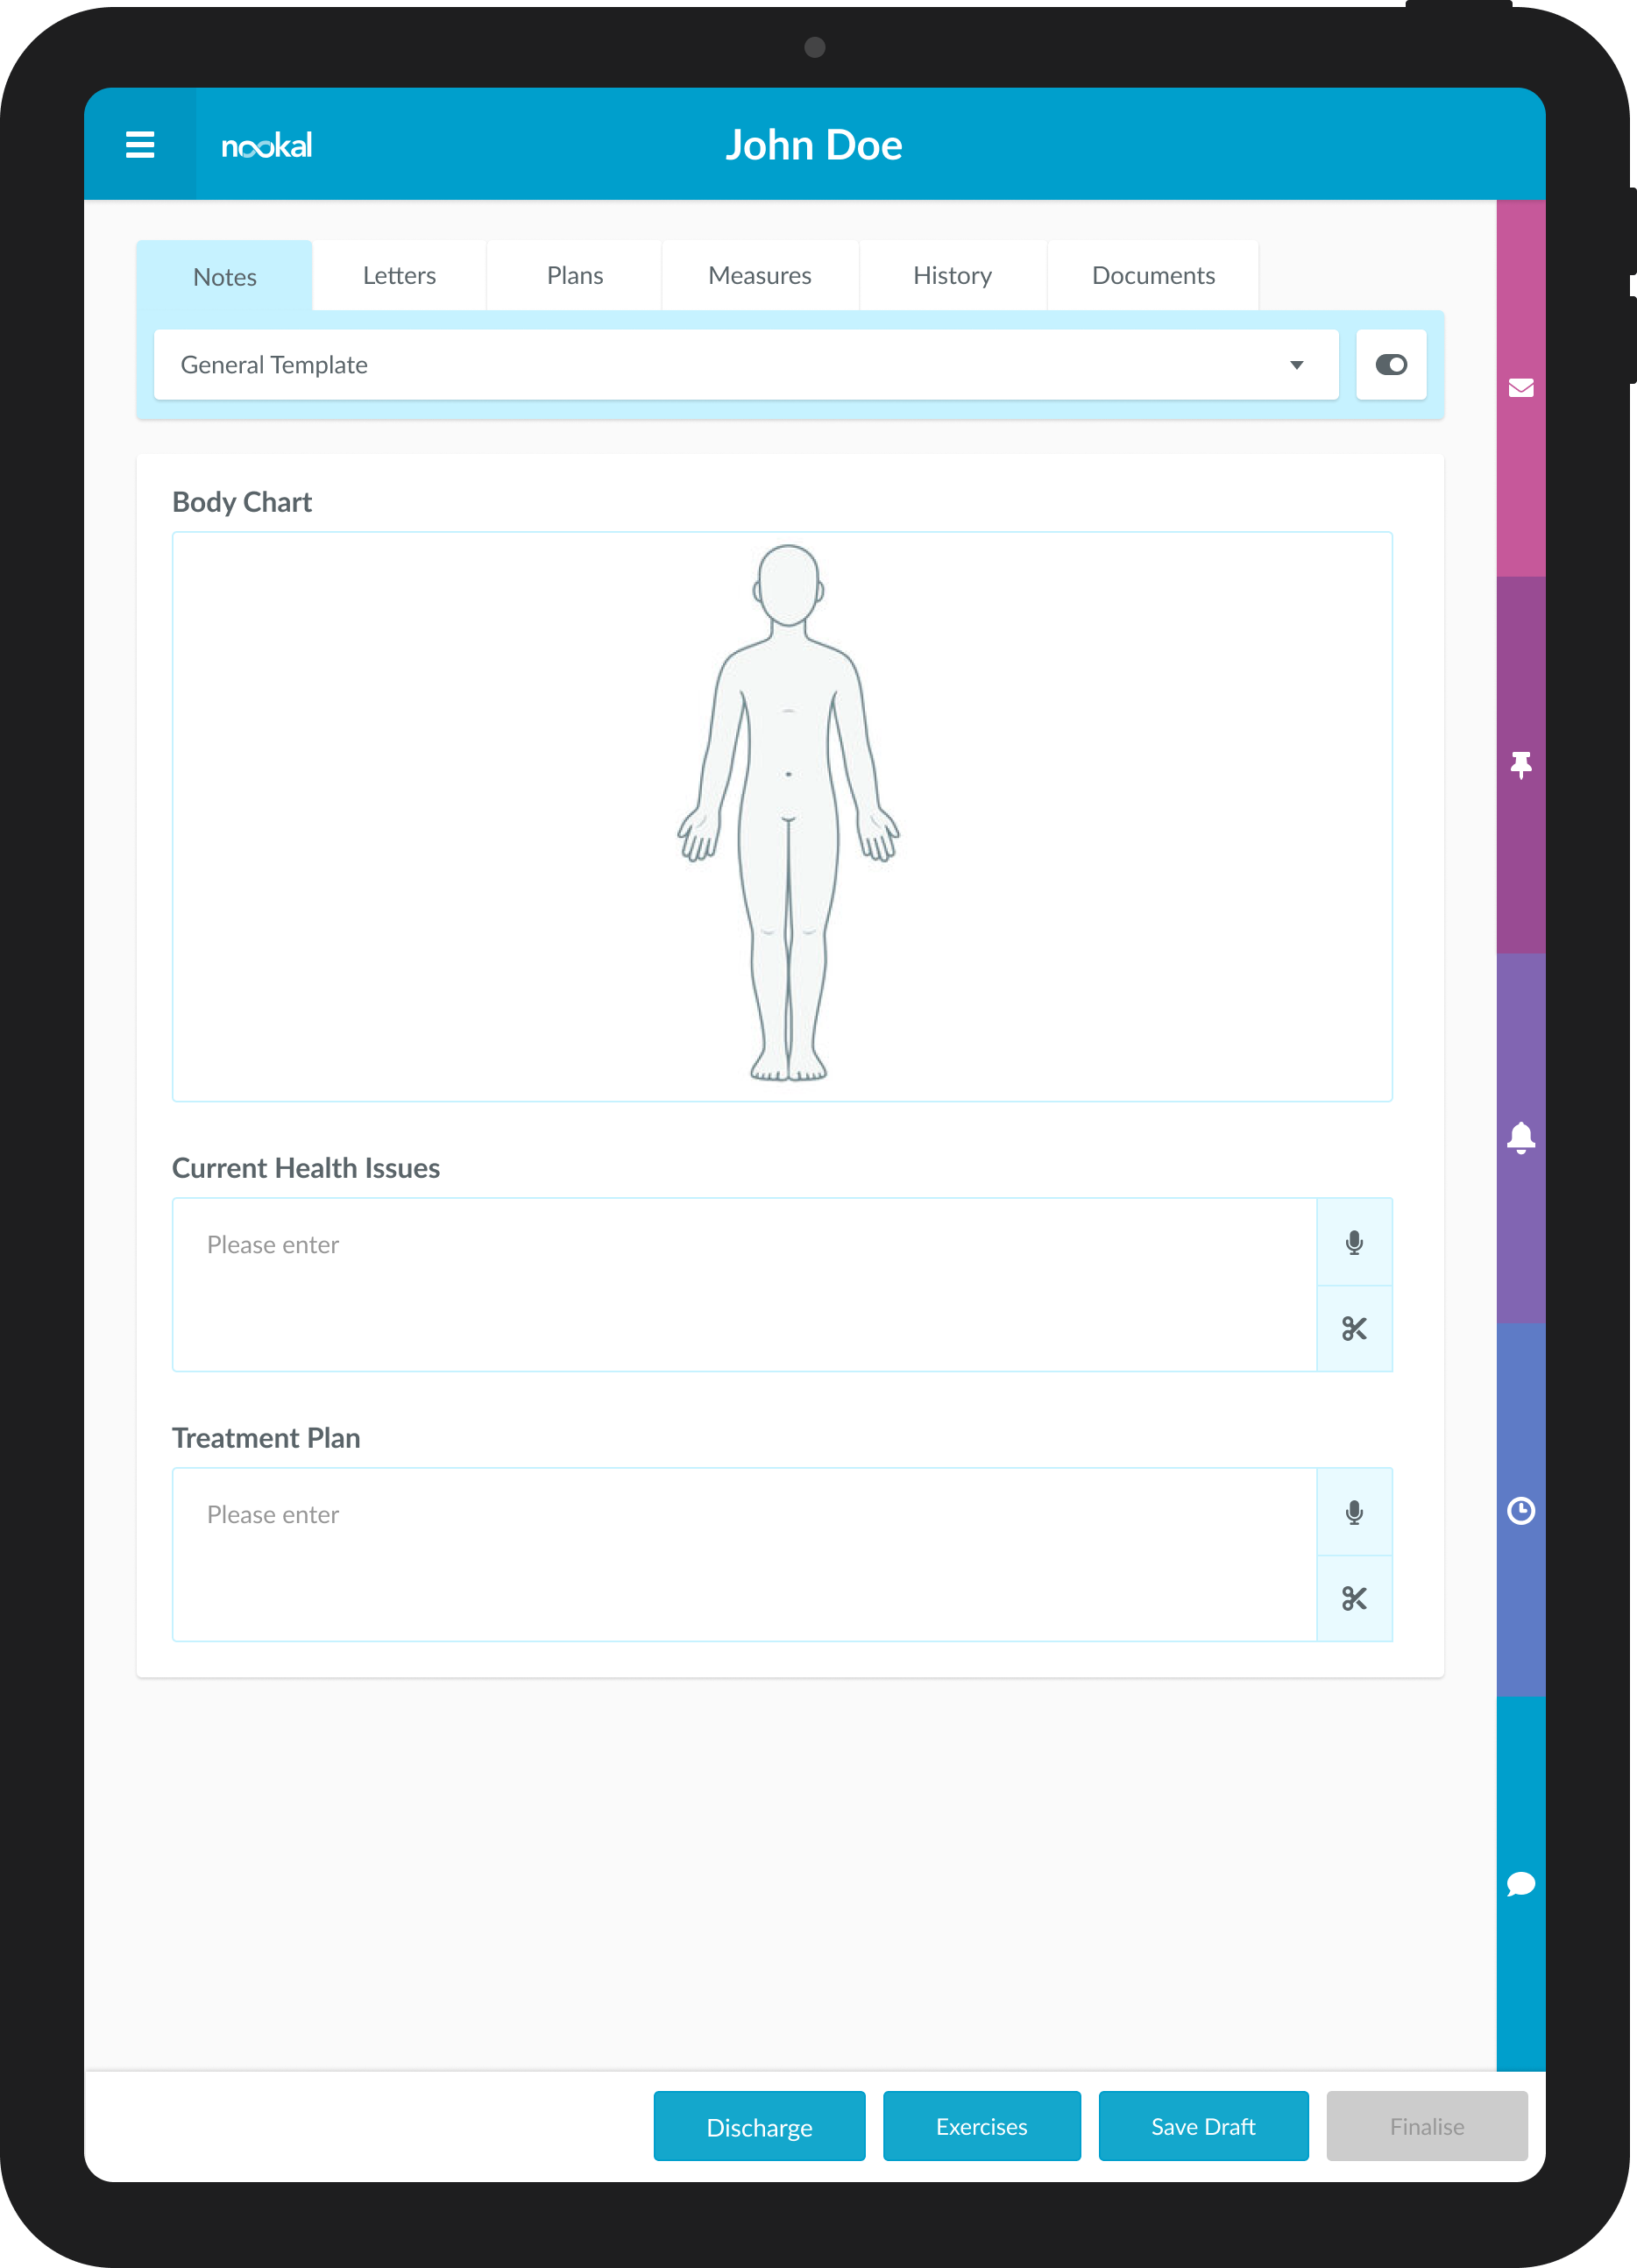 nookal
John Doe
Notes
Letters
Plans
Measures
History
Documents
General Template
Body Chart
Current Health Issues
Please enter
Treatment Plan
Please enter
Discharge
Exercises
Save Draft
Finalise